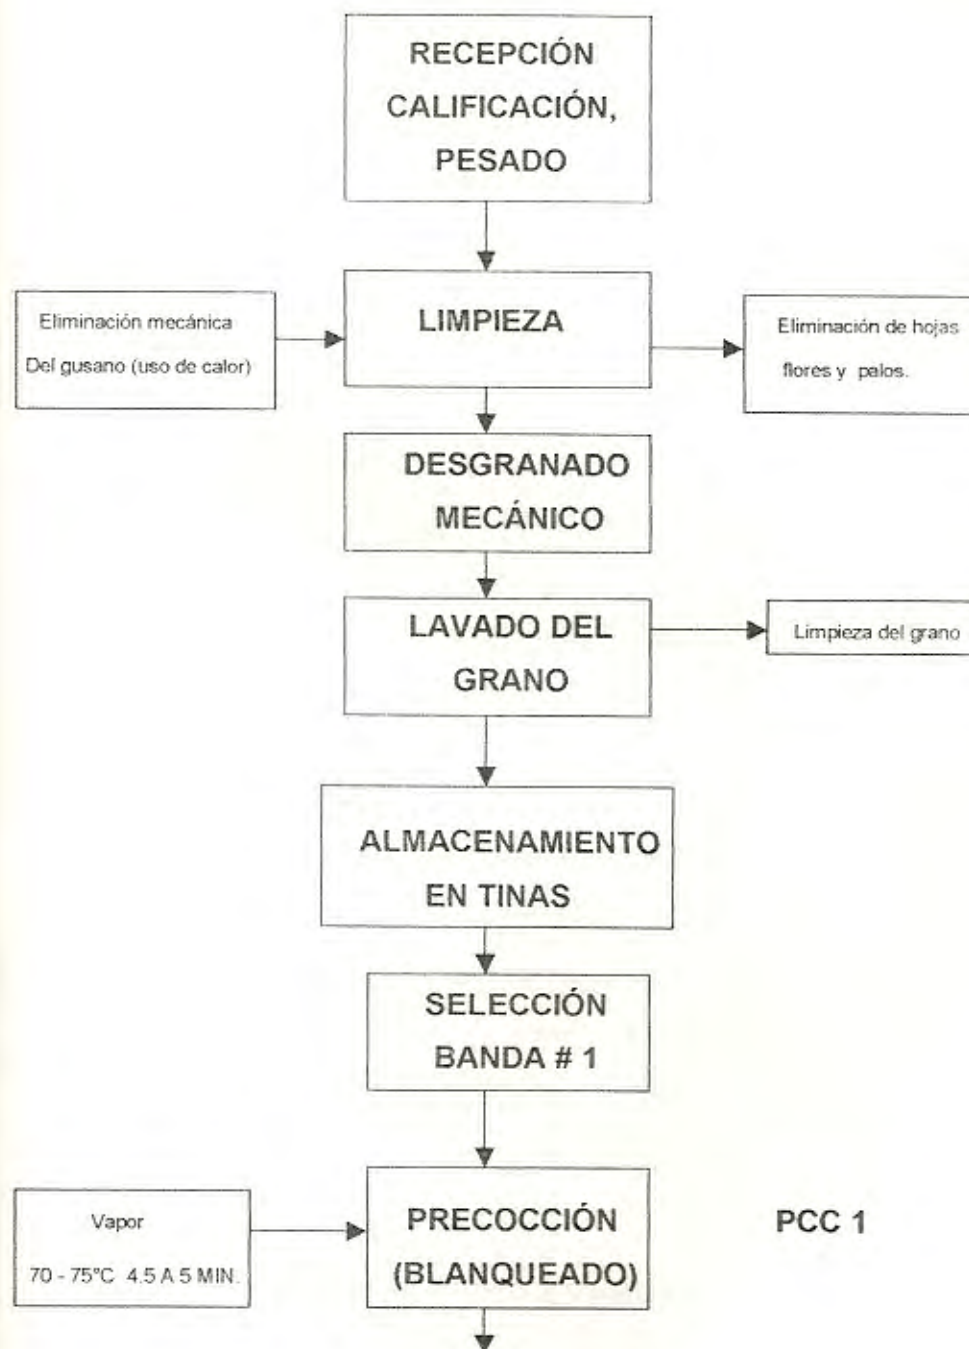 RECEPCIÓN
CALIFICACIÓN,
PESADO
Eliminación mecánica
Del gusano (uso de calor)
LIMPIEZA
Eliminación de hojas
flores y palos.
DESGRANADO
MECÁNICO
LAVADO DEL
GRANO
Limpieza del grano
ALMACENAMIENTO
EN TINAS
SELECCIÓN
BANDA # 1
Vapor
70 - 75°C 4.5 A 5 MIN.
PRECOCCIÓN
(BLANQUEADO)
PCC 1